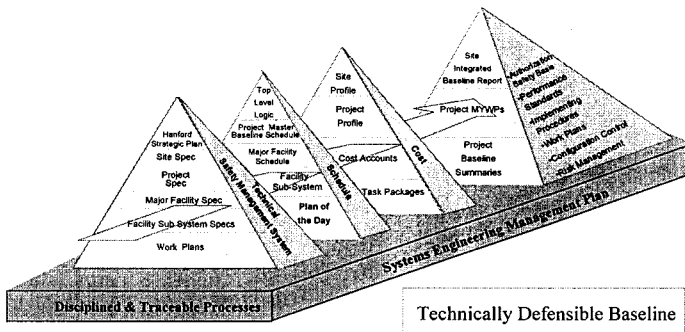 Hanford
Strategic Plan
Site Spec
Project
Spec
Major Facility Spec
Facility Sub System Specs
Work Plans
Technical
Safety Management System
Top
Level
Logic
Project Master
Baseline Schedule
Major Facility
Schedule
Facility
Sub-System
Plan of
the Day
Schedule
Site
Profile
Project
Profile
Cost Accounts
Task Packages
Cost
Site
Integrated
Baseline Report
Project MYWPs
Project
Baseline
Summaries
-Authorization
Safety Basis
-Performance
Standards
-Implementing
Procedures
-Work Plans
-Configuration Control
-Risk Management
Disciplined & Traceable Processes
Systems Engineering Management Plan
Technically Defensible Baseline